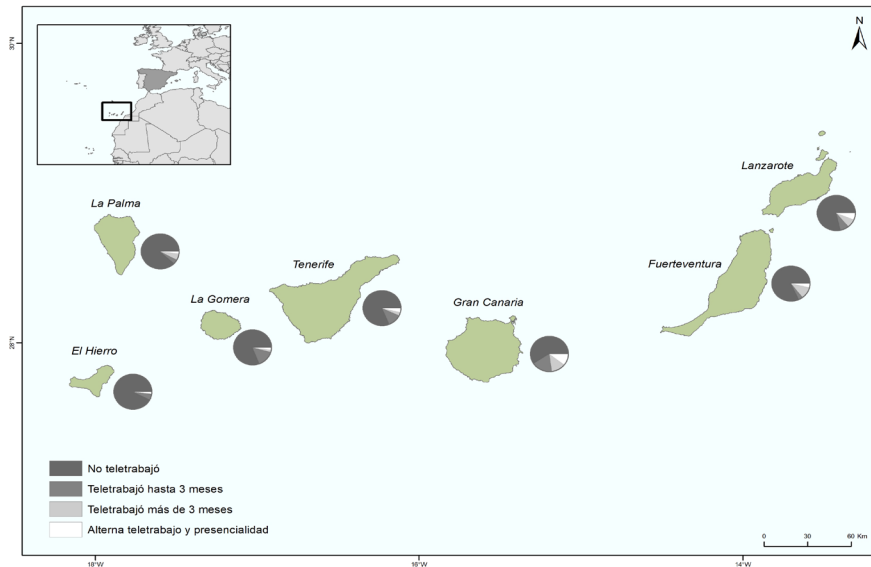 30°N
N
Lanzarote
La Palma
Tenerife
Fuerteventura
La Gomera
Gran Canaria
28°N
El Hierro
No teletrabajó
Teletrabajó hasta 3 meses
Teletrabajó más de 3 meses
Alterna teletrabajo y presencialidad
0 30 60 Km
18°W 16°W 14°W